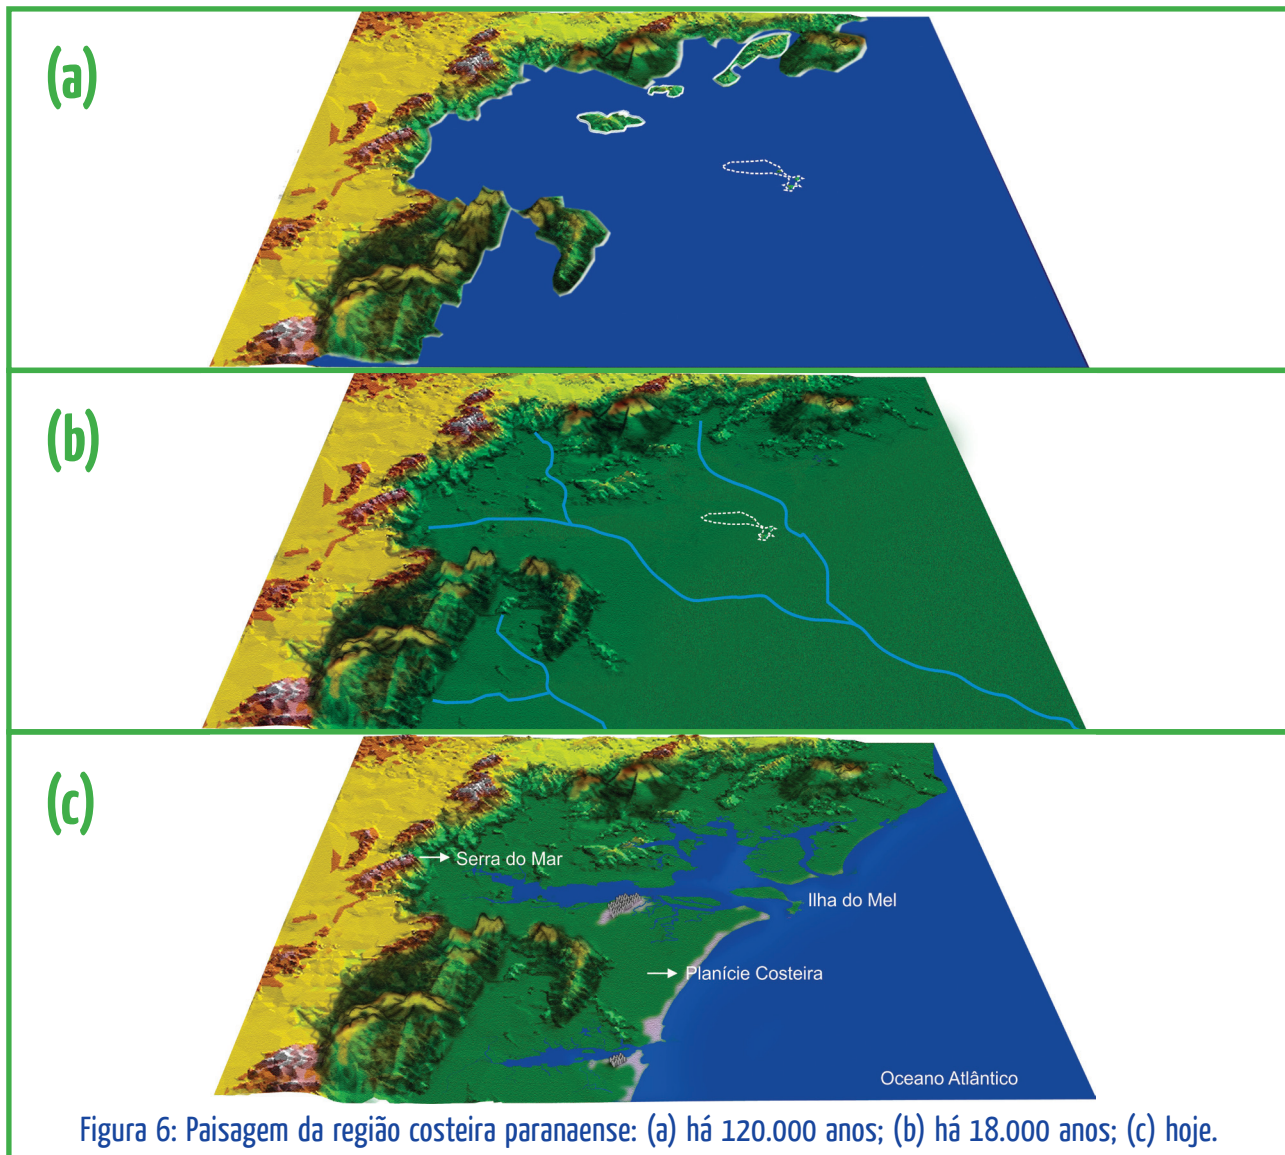 (a)
(b)
(c)
Serra do Mar
Ilha do Mel
Planície Costeira
Oceano Atlântico
Figura 6: Paisagem da região costeira paranaense: (a) há 120.000 anos; (b) há 18.000 anos; (c) hoje.